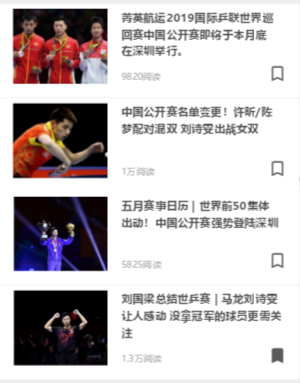 菁英航运2019国际乒联世界巡
回赛中国公开赛即将于本月底
在深圳举行。
9820阅读
中国公开赛名单变更！许昕/陈
梦配对混双 刘诗雯出战女双
1万阅读
五月赛事日历 | 世界前50集体
出动！中国公开赛强势登陆深圳
5825阅读
刘国梁总结世乒赛 | 马龙刘诗雯
让人感动 没拿冠军的球员更需关
注
1.3万阅读